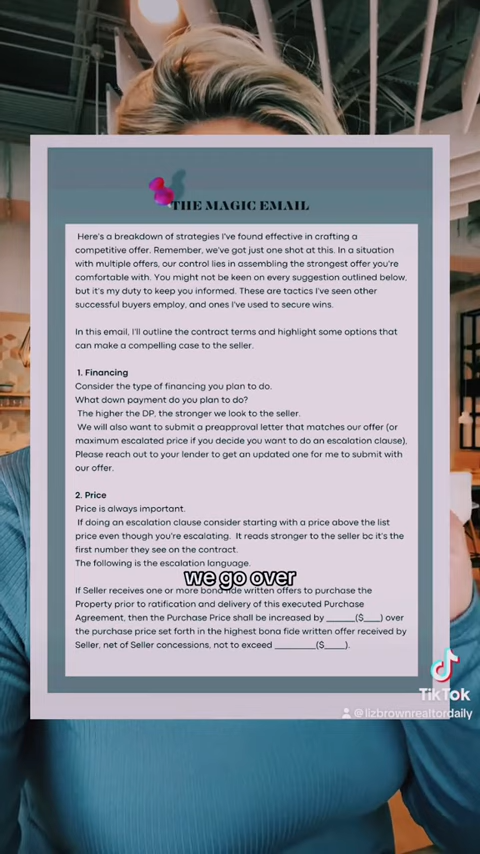 THE MAGIC EMAIL
Here's a breakdown of strategies I've found effective in crafting a
competitive offer. Remember, we've got just one shot at this. In a situation
with multiple offers, our control lies in assembling the strongest offer you're
comfortable with. You might not be keen on every suggestion outlined below,
but it's my duty to keep you informed. These are tactics I've seen other
successful buyers employ, and ones I've used to secure wins.
In this email, I'll outline the contract terms and highlight some options that
can make a compelling case to the seller.
1. Financing
Consider the type of financing you plan to do.
What down payment do you plan to do?
The higher the DP, the stronger we look to the seller.
We will also want to submit a preapproval letter that matches our offer (or
maximum escalated price if you decide you want to do an escalation clause),
Please reach out to your lender to get an updated one for me to submit with
our offer.
2. Price
Price is always important.
If doing an escalation clause consider starting with a price above the list
price even though you're escalating. It reads stronger to the seller bc it's the
first number they see on the contract.
The following is the escalation language.
we go over
If Seller receives one or more bona fide written offers to purchase the
Property prior to ratification and delivery of this executed Purchase
Agreement, then the Purchase Price shall be increased by ______($____) over
the purchase price set forth in the highest bona fide written offer received by
Seller, net of Seller concessions, not to exceed _________($_____).
TikTok
@lizbrownrealtordaily